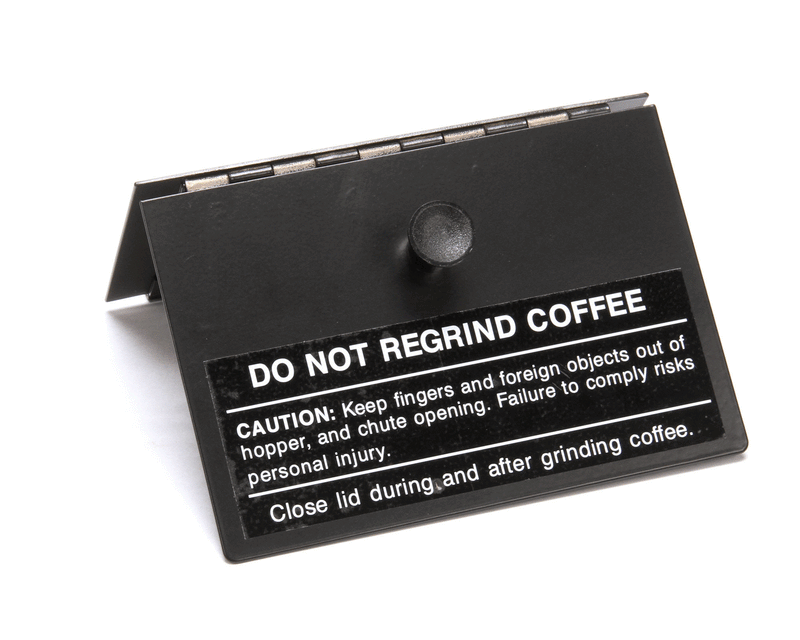 DO NOT REGRIND COFFEE
CAUTION: Keep fingers and foreign objects out of
hopper, and chute opening. Failure to comply risks
personal injury.
Close lid during and after grinding coffee.